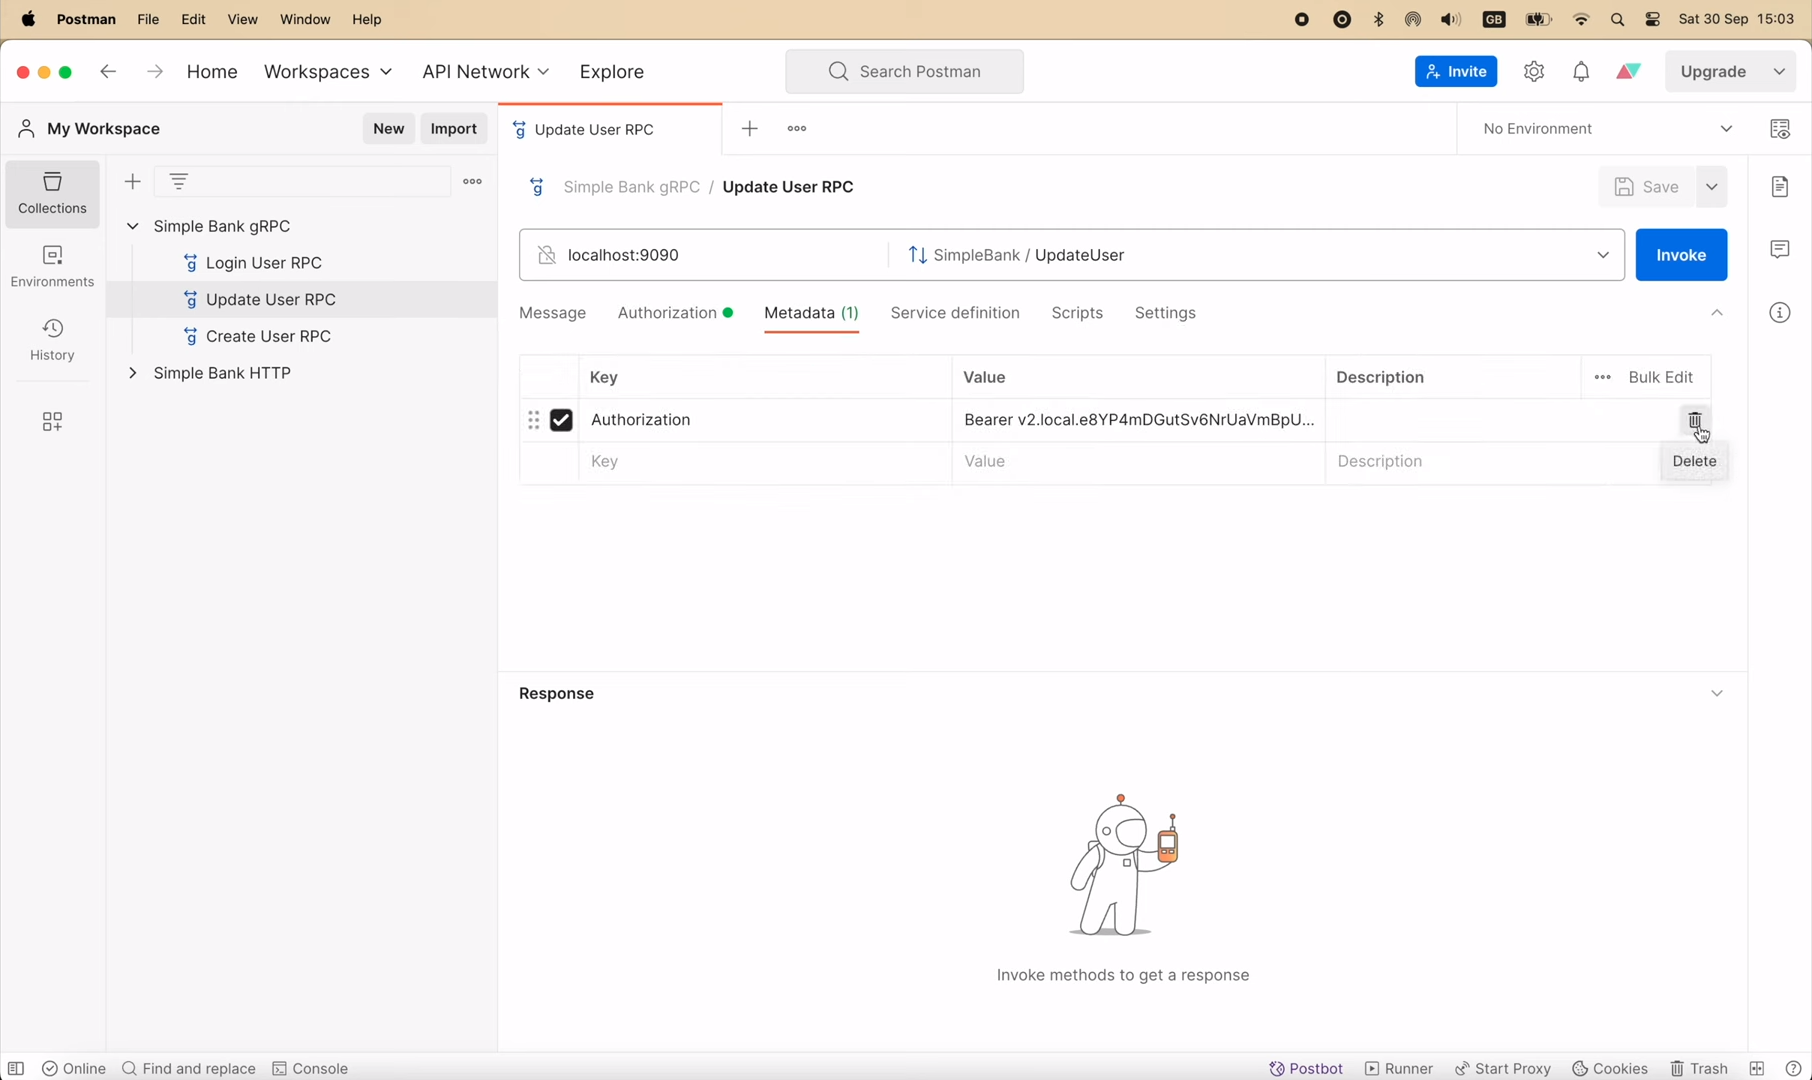 Postman File Edit View Window Help GB Sat 30 Sep 15:03
Home Workspaces API Network Explore Search Postman Invite Upgrade
My Workspace New Import Update User RPC No Environment
Collections
Simple Bank gRPC / Update User RPC Save
Simple Bank gRPC
Login User RPC
Update User RPC
Create User RPC
Simple Bank HTTP
Environments
History
localhost:9090 SimpleBank / UpdateUser Invoke
Message Authorization Metadata (1) Service definition Scripts Settings
Key Value Description Bulk Edit
Authorization Bearer v2.local.e8YP4mDGutSv6NrUaVmBpU...
Key Value Description Delete
Response
Invoke methods to get a response
Online Find and replace Console Postbot Runner Start Proxy Cookies Trash